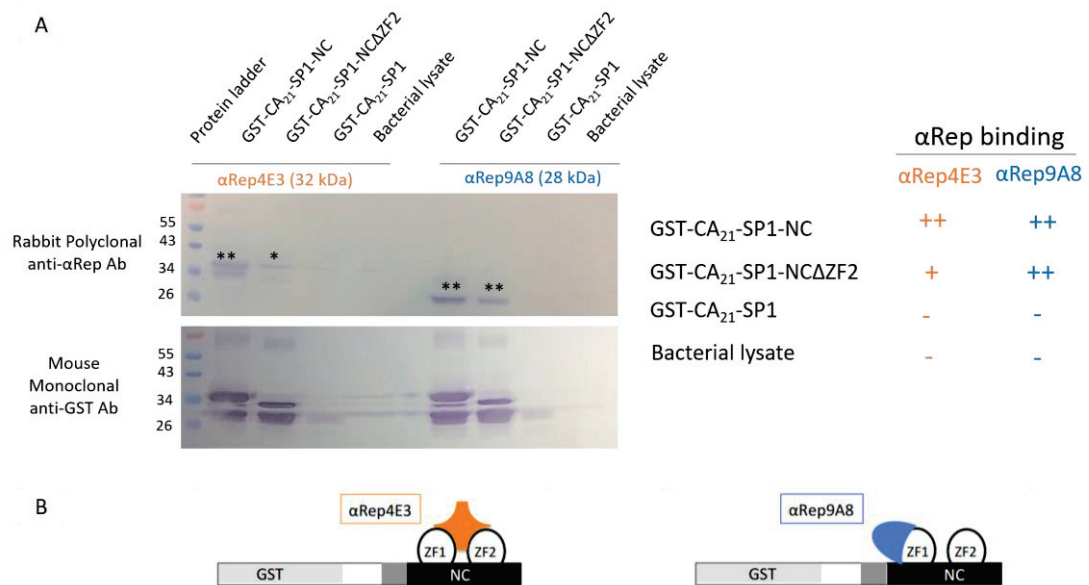 A
Protein ladder
GST-CA₂₁-SP1-NC
GST-CA₂₁-SP1-NCΔZF2
GST-CA₂₁-SP1
Bacterial lysate
GST-CA₂₁-SP1-NC
GST-CA₂₁-SP1-NCΔZF2
GST-CA₂₁-SP1
Bacterial lysate
αRep4E3 (32 kDa)
αRep9A8 (28 kDa)
Rabbit Polyclonal
anti-αRep Ab
55
43
34
26
** *
** **
Mouse
Monoclonal
anti-GST Ab
55
43
34
26
αRep binding
αRep4E3 αRep9A8
GST-CA₂₁-SP1-NC ++ ++
GST-CA₂₁-SP1-NCΔZF2 + ++
GST-CA₂₁-SP1 - -
Bacterial lysate - -
B
αRep4E3
ZF1 ZF2
GST NC
αRep9A8
ZF1 ZF2
GST NC